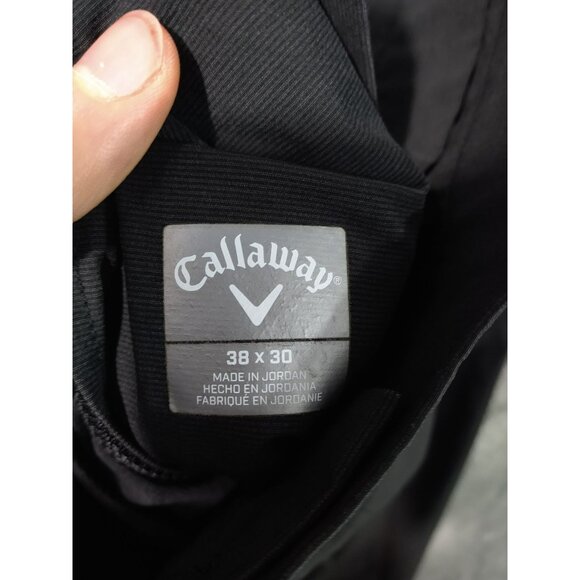 Callaway®
38 X 30
MADE IN JORDAN
HECHO EN JORDANIA
FABRIQUÉ EN JORDANIE